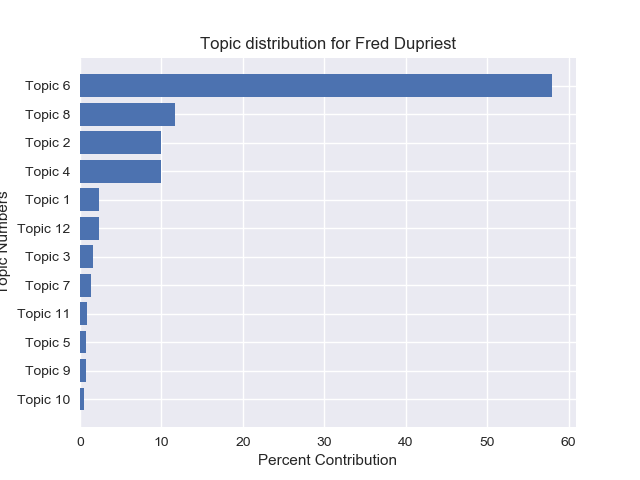 Topic distribution for Fred Dupriest
Topic 6
Topic 8
Topic 2
Topic 4
Topic 1
Topic 12
Topic 3
Topic 7
Topic 11
Topic 5
Topic 9
Topic 10
Topic Numbers
0 10 20 30 40 50 60
Percent Contribution